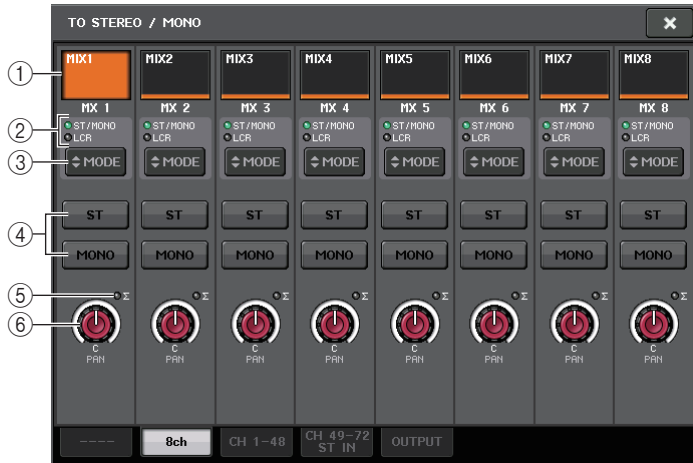 TO STEREO / MONO
①
MIX1 MIX2 MIX3 MIX4 MIX5 MIX6 MIX7 MIX8
MX 1 MX 2 MX 3 MX 4 MX 5 MX 6 MX 7 MX 8
②
ST/MONO ST/MONO ST/MONO ST/MONO ST/MONO ST/MONO ST/MONO ST/MONO
LCR LCR LCR LCR LCR LCR LCR LCR
③
MODE MODE MODE MODE MODE MODE MODE MODE
④
ST ST ST ST ST ST ST ST
MONO MONO MONO MONO MONO MONO MONO MONO
⑤
Σ Σ Σ Σ Σ Σ Σ Σ
⑥
C C C C C C C C
PAN PAN PAN PAN PAN PAN PAN PAN
---- 8ch CH 1-48 CH 49-72 OUTPUT
ST IN